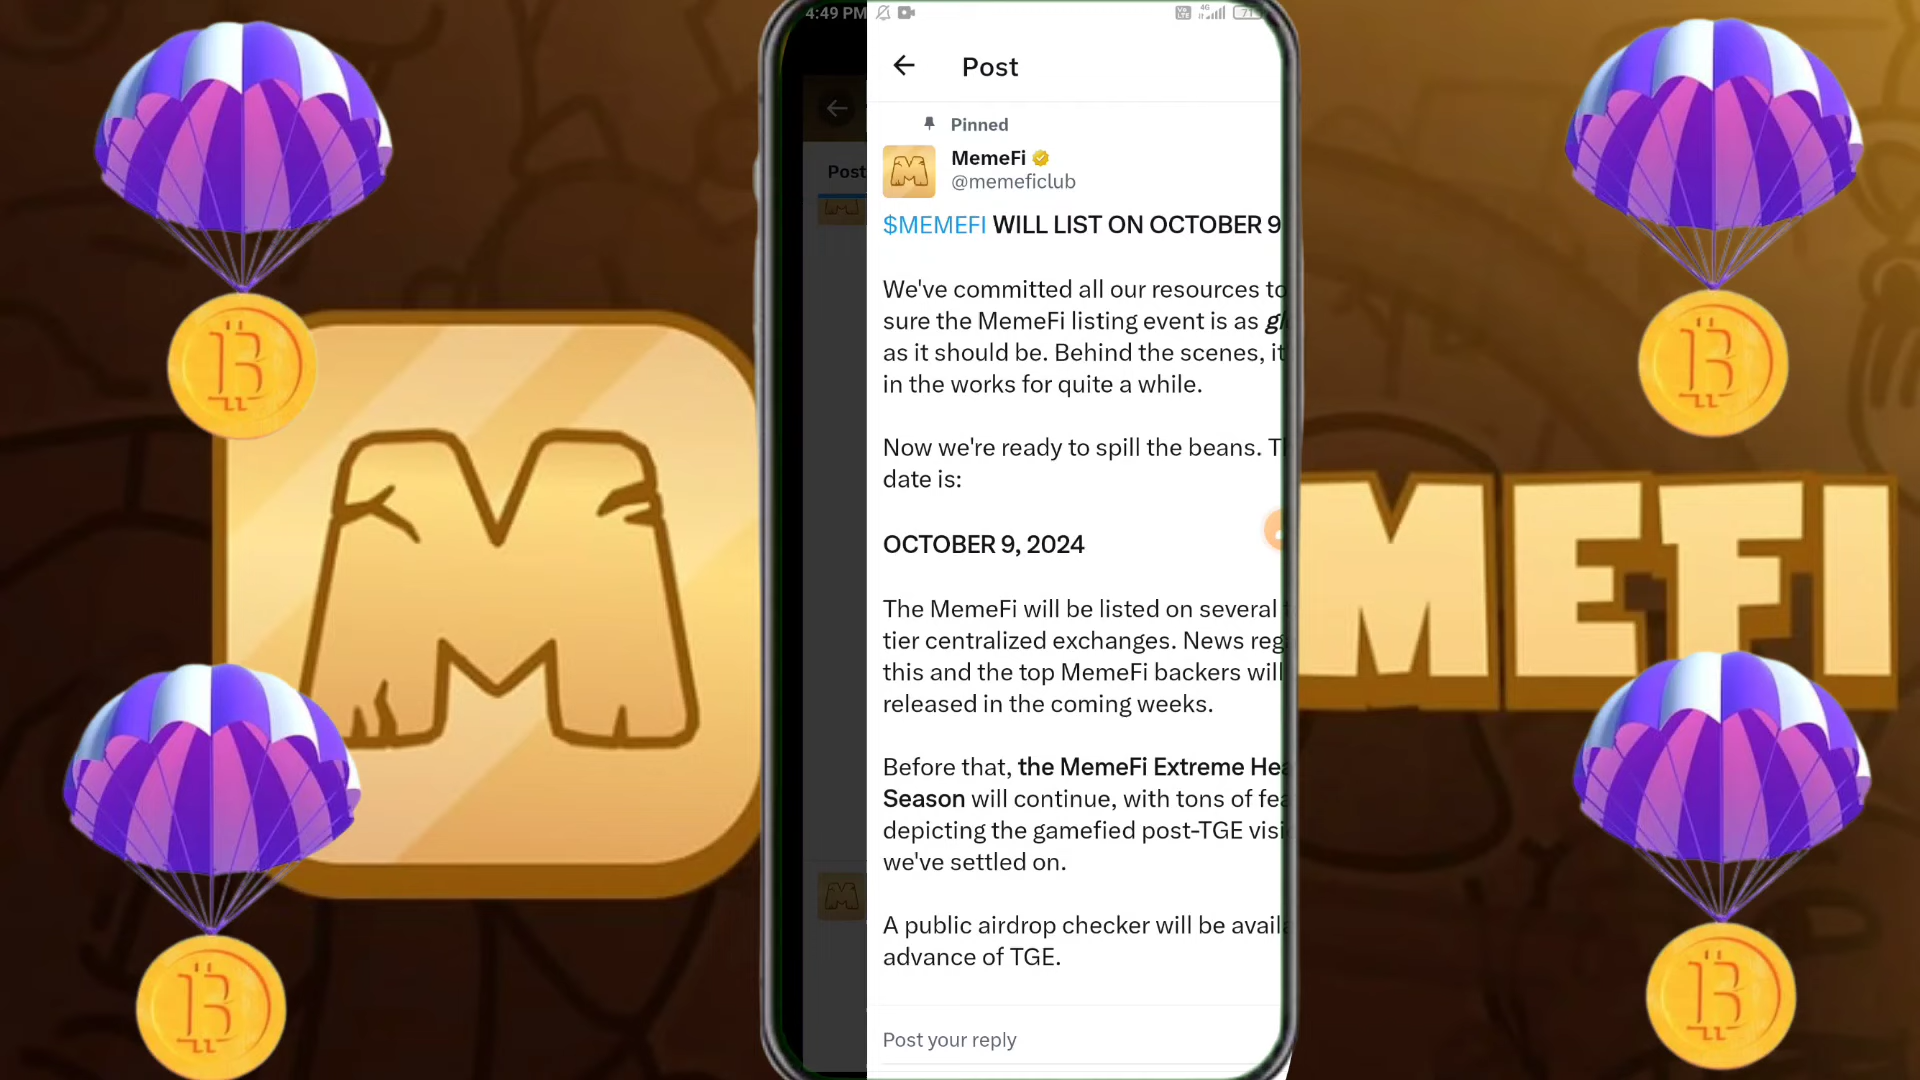 4:49 PM
4G
71
Post
Post
Pinned
MemeFi
@memeficlub
$MEMEFI WILL LIST ON OCTOBER 9
We've committed all our resources to
sure the MemeFi listing event is as
as it should be. Behind the scenes, it
in the works for quite a while.
Now we're ready to spill the beans.
date is:
OCTOBER 9, 2024
The MemeFi will be listed on several
tier centralized exchanges. News reg
this and the top MemeFi backers will
released in the coming weeks.
Before that, the MemeFi Extreme Hea
Season will continue, with tons of fea
depicting the gamefied post-TGE visi
we've settled on.
A public airdrop checker will be avail
advance of TGE.
Post your reply
M
MEFI